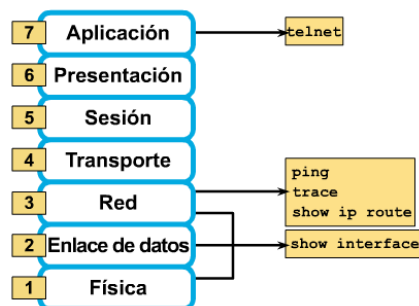 7 Aplicación telnet
6 Presentación
5 Sesión
4 Transporte
ping
trace
3 Red
show ip route
2 Enlace de datos show interface
1 Física